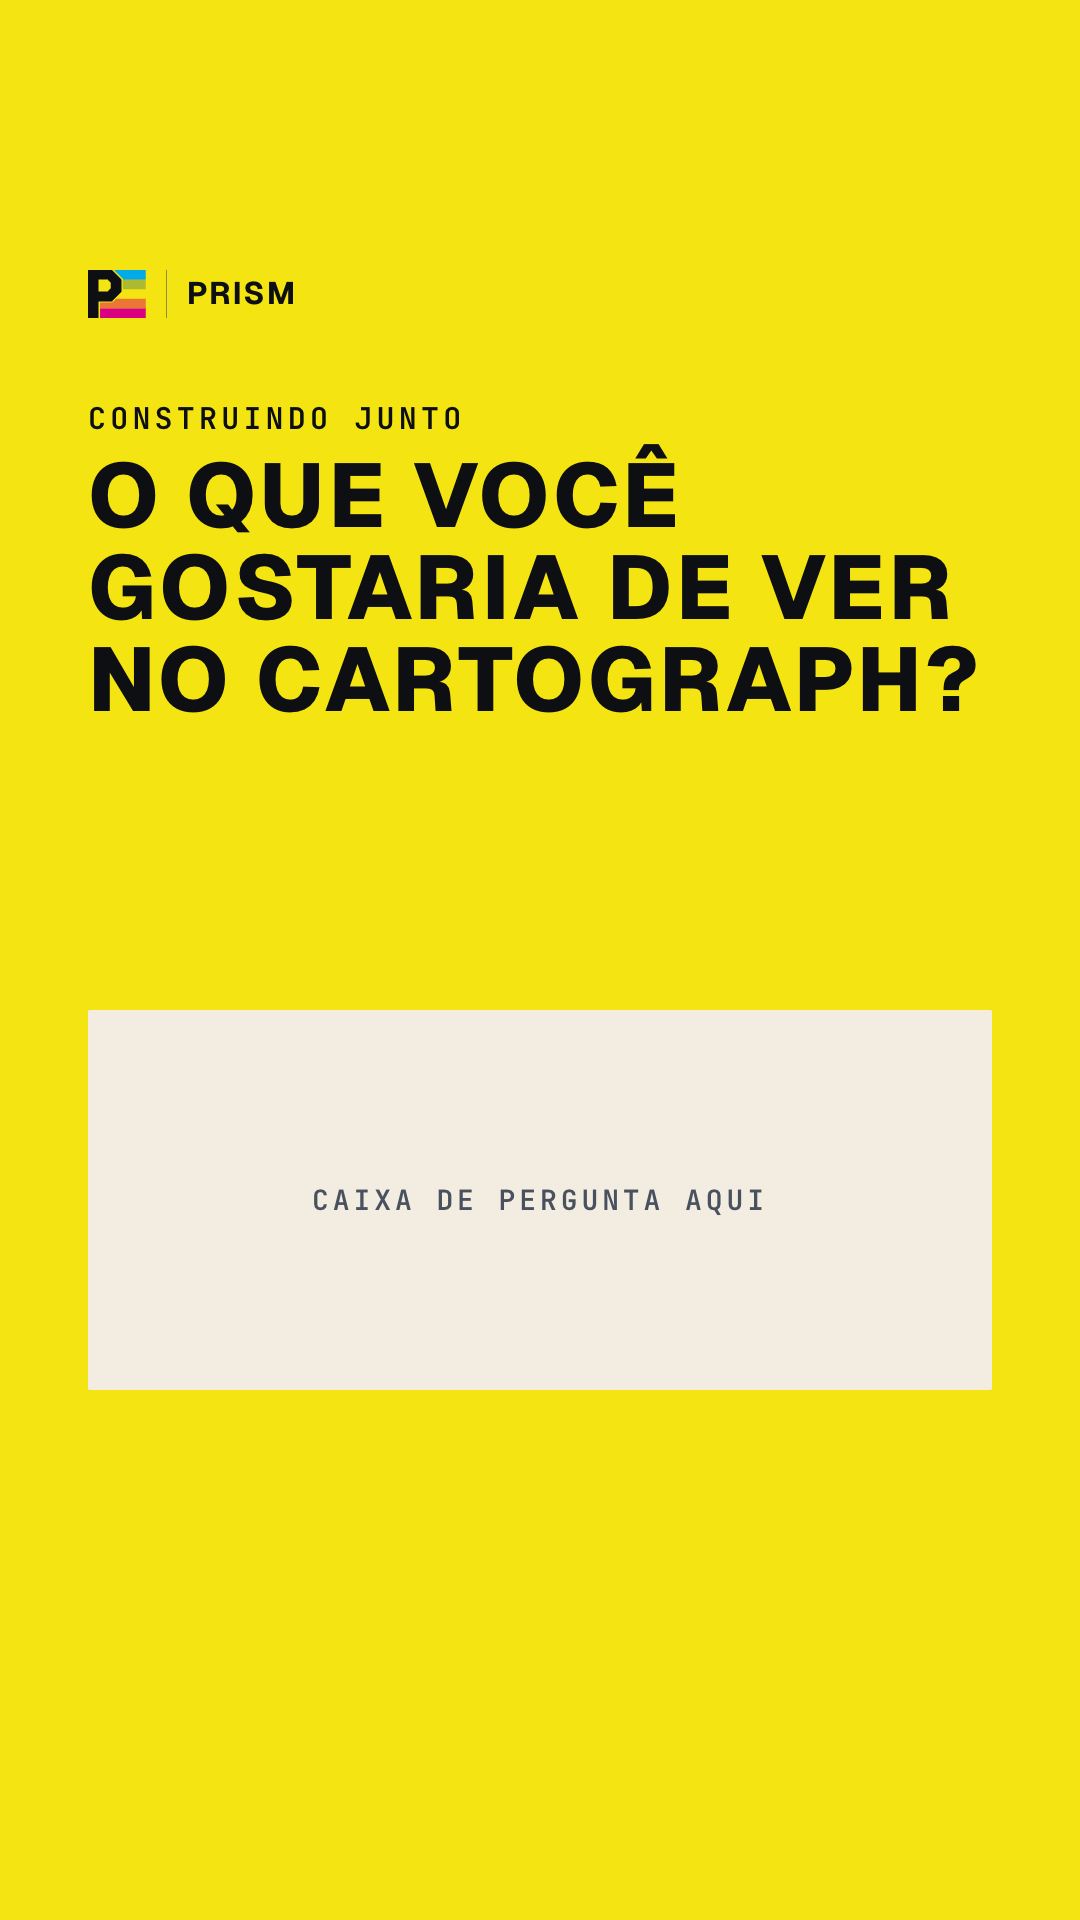 PRISM
CONSTRUINDO JUNTO
O QUE VOCÊ
GOSTARIA DE VER
NO CARTOGRAPH?
CAIXA DE PERGUNTA AQUI